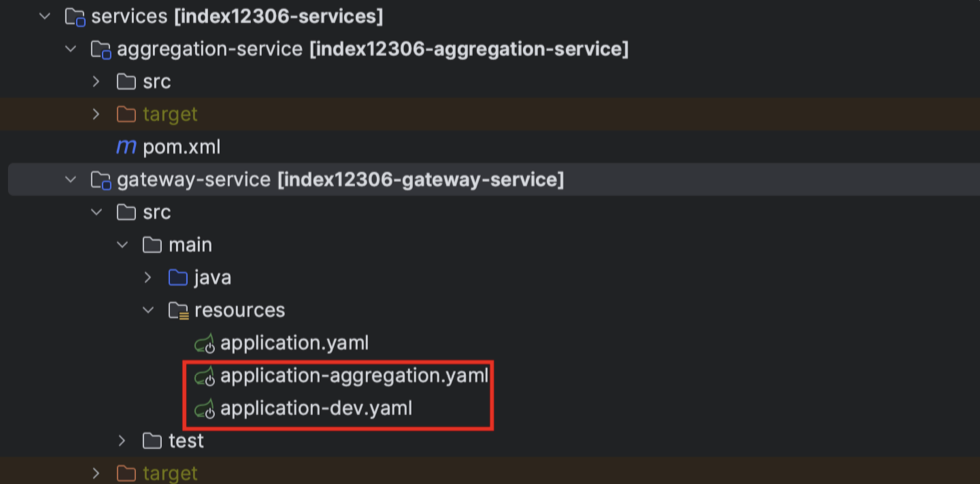 services [index12306-services]
aggregation-service [index12306-aggregation-service]
src
target
m pom.xml
gateway-service [index12306-gateway-service]
src
main
java
resources
application.yaml
application-aggregation.yaml
application-dev.yaml
test
target